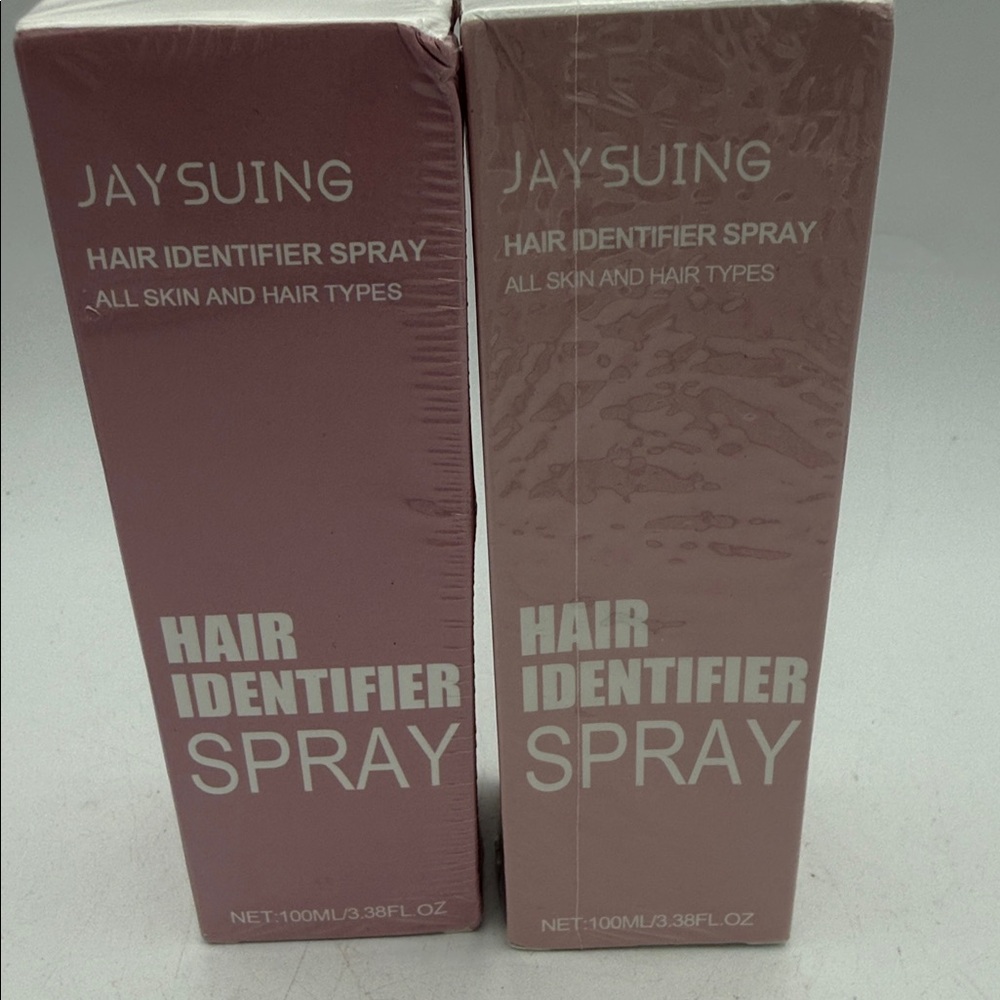 JAYSUING
HAIR IDENTIFIER SPRAY
ALL SKIN AND HAIR TYPES
HAIR
IDENTIFIER
SPRAY
NET:100ML/3.38FL.OZ
JAYSUING
HAIR IDENTIFIER SPRAY
ALL SKIN AND HAIR TYPES
HAIR
IDENTIFIER
SPRAY
NET:100ML/3.38FL.OZ